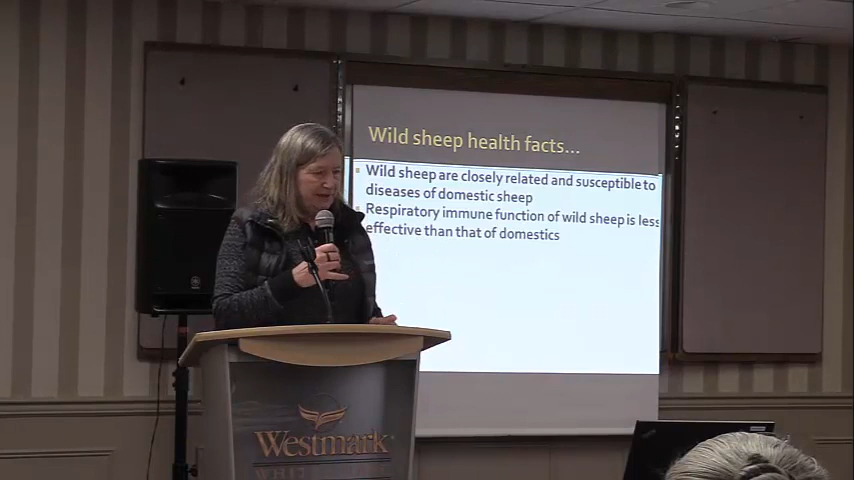 Wild sheep health facts...
Wild sheep are closely related and susceptible to
diseases of domestic sheep
Respiratory immune function of wild sheep is less
effective than that of domestics
Westmark